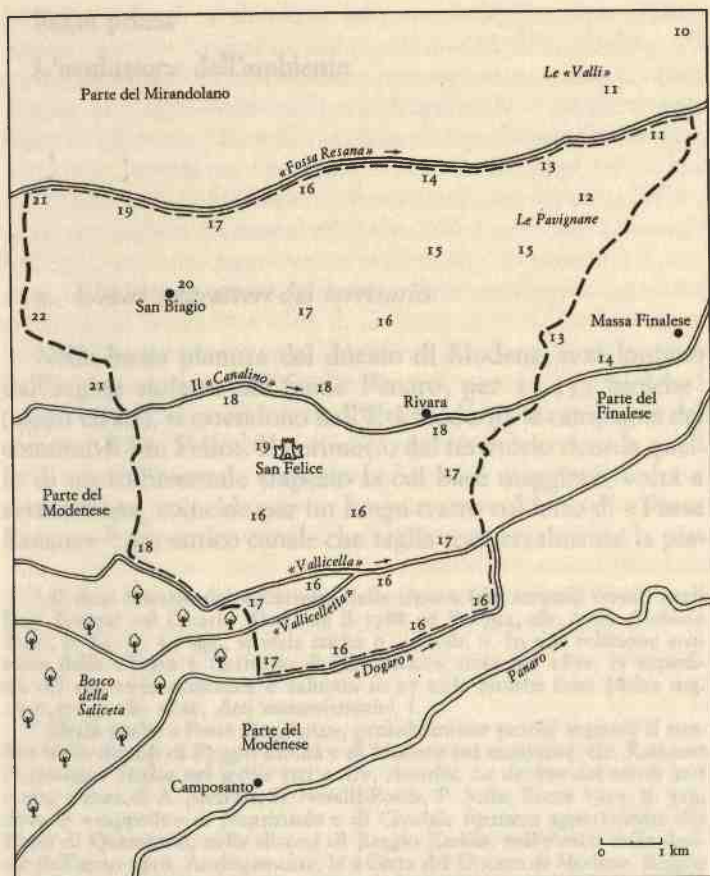 10
Le «Valli»
11
Parte del Mirandolano
11
«Fossa Resana» →
16
14
13
21
19
17
12
Le Pavignane
15
15
20
San Biagio
22
17
16
13
Massa Finalese
14
21
Il «Canalino» →
18
18
Rivara
18
Parte del
Finalese
19
San Felice
17
Parte del
Modenese
16
16
18
«Vallicella» →
17
16
16
17
«Vallicelletta»
16
16
16
17
«Dogaro» →
Panaro →
Bosco
della
Saliceta
Parte del
Modenese
Camposanto
0 1 km